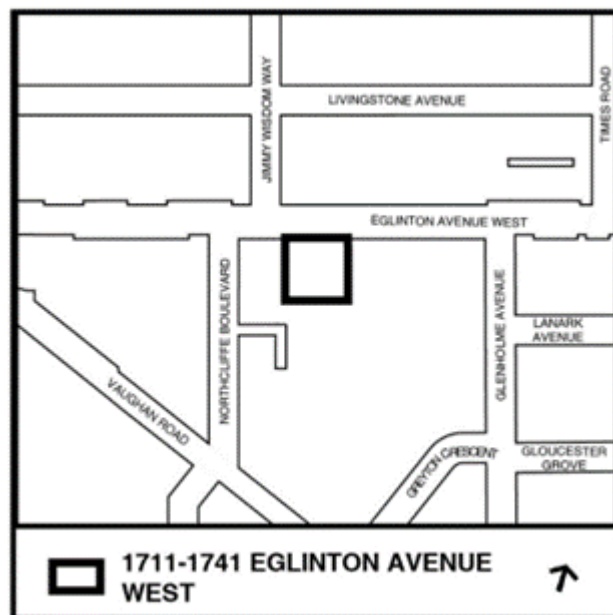 JIMMY WISDOM WAY
LIVINGSTONE AVENUE
TIMES ROAD
EGLINTON AVENUE WEST
NORTHCLIFFE BOULEVARD
GLENHOLME AVENUE
LANARK
AVENUE
VAUGHAN ROAD
GREYTON CRESCENT
GLOUCESTER
GROVE
1711-1741 EGLINTON AVENUE
WEST